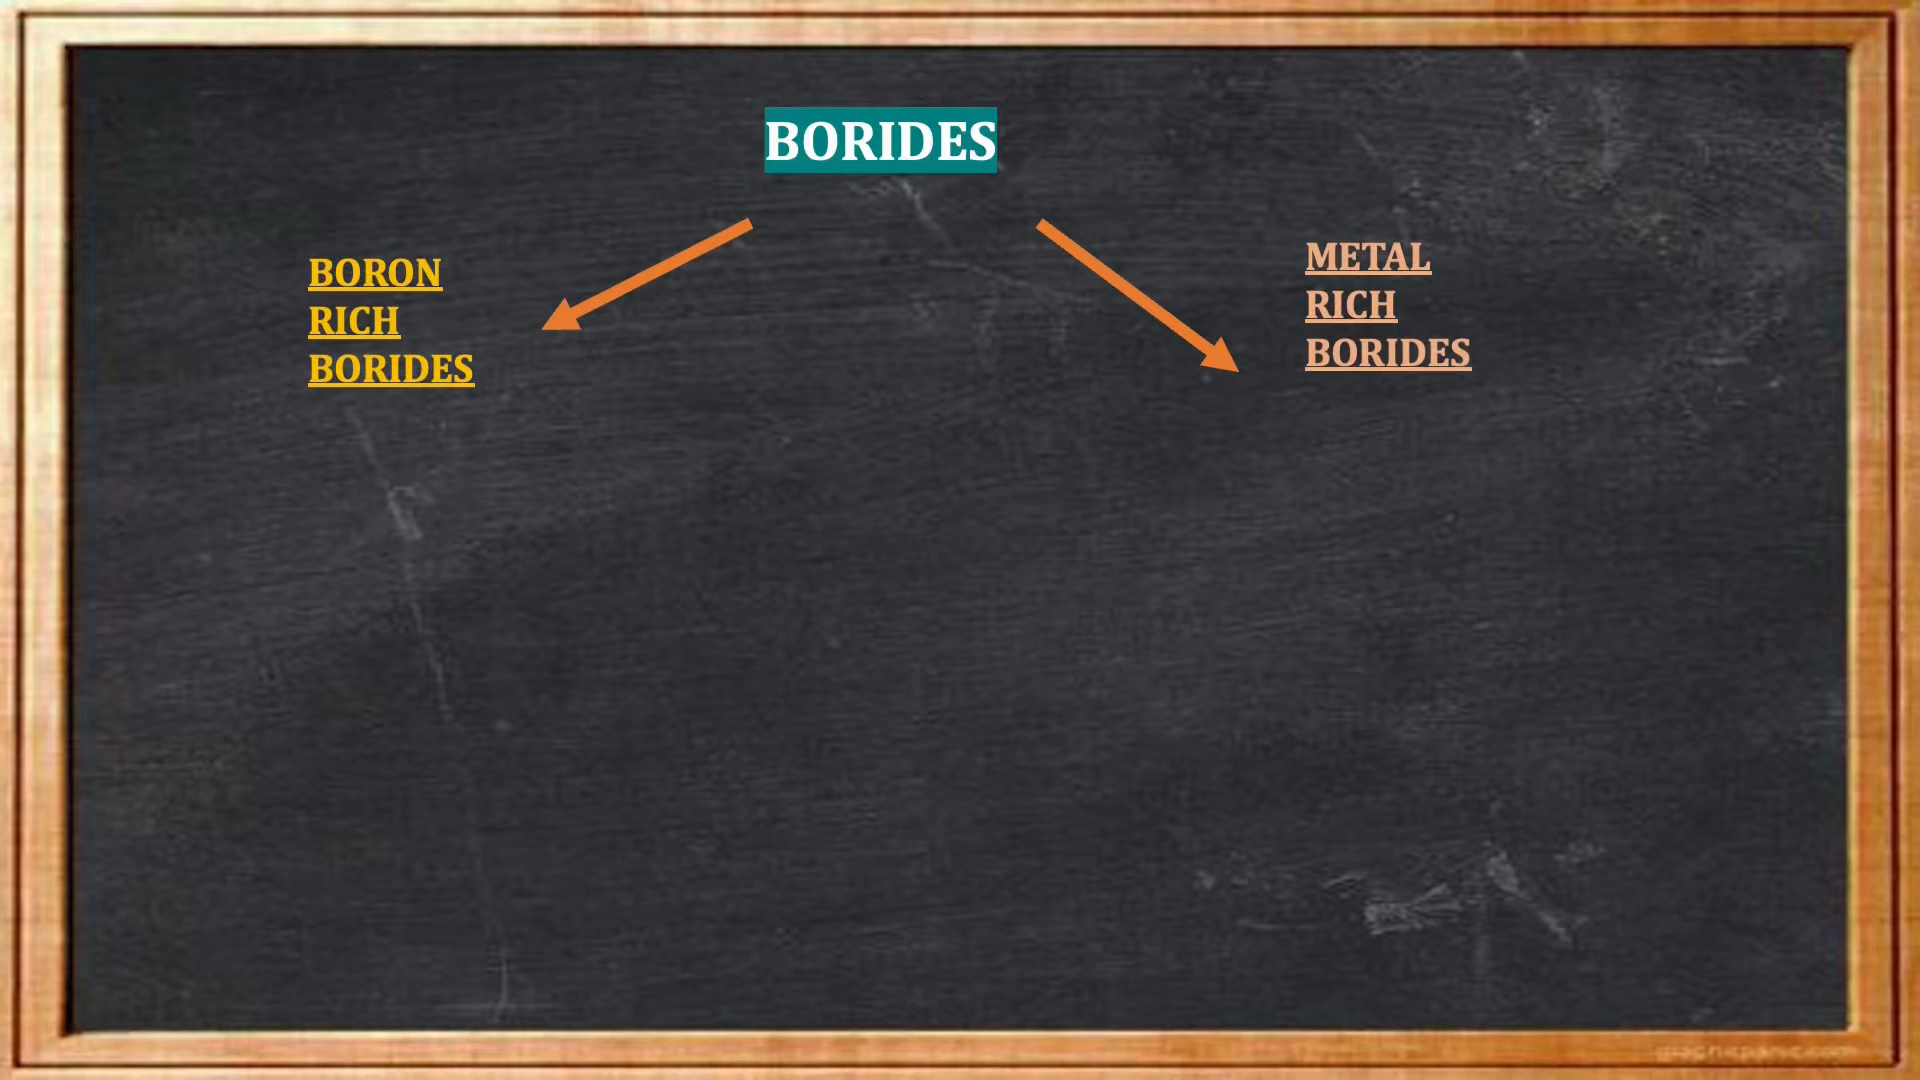 BORIDES
BORON
RICH
BORIDES
METAL
RICH
BORIDES